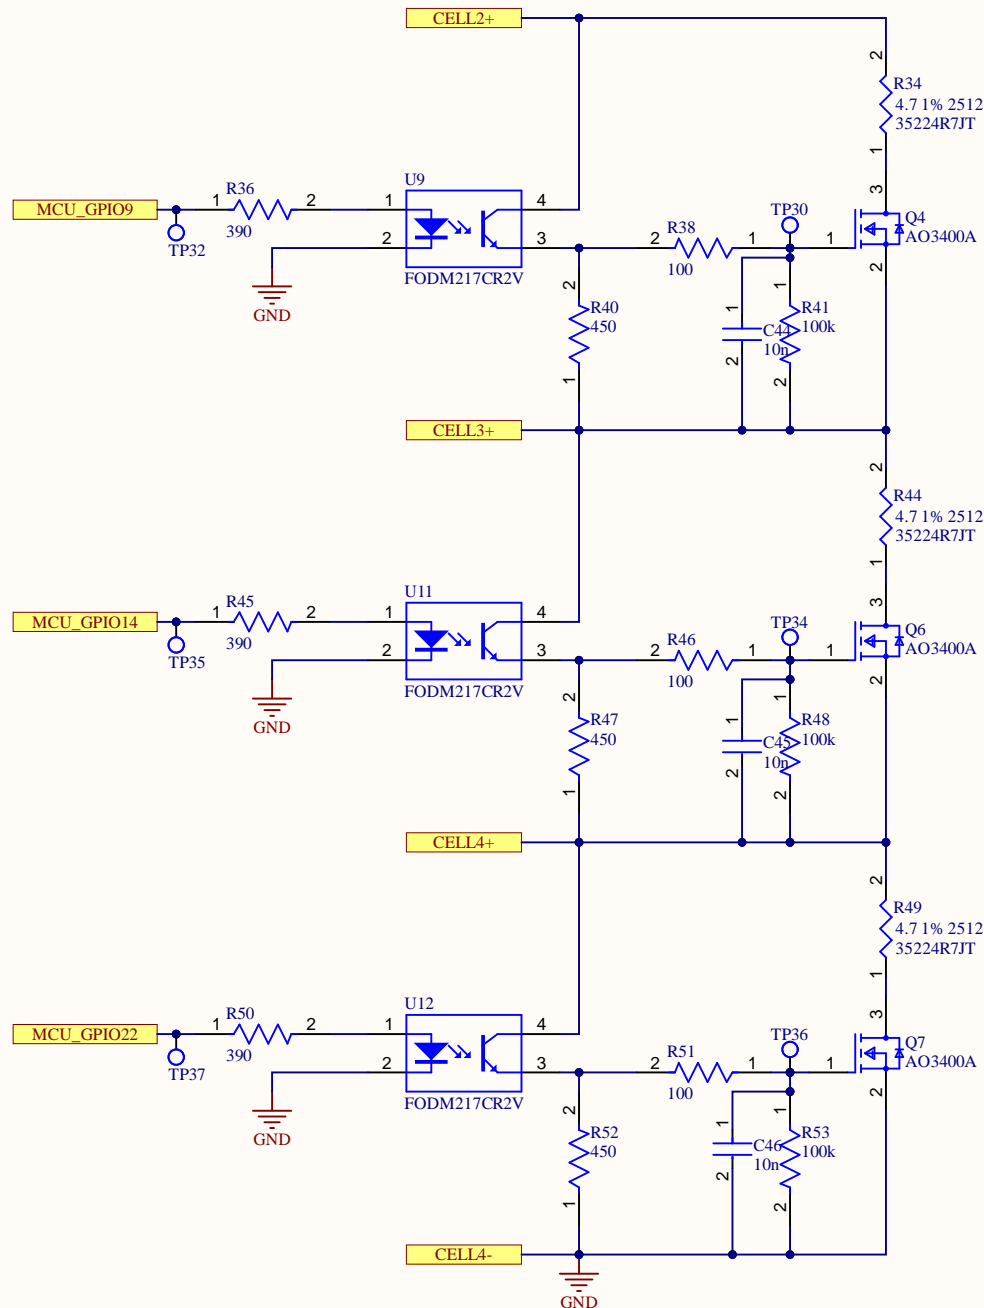 CELL2+
2
R34
4.7 1% 2512
35224R7JT
1
3
U9
MCU_GPIO9
1
R36
2
390
TP32
1
4
2
3
FODM217CR2V
GND
2
R38
1
100
TP30
1
Q4
AO3400A
2
2
R40
450
1
1
C44
10n
2
1
R41
100k
2
CELL3+
2
R44
4.7 1% 2512
35224R7JT
1
3
U11
MCU_GPIO14
1
R45
2
390
TP35
1
4
2
3
FODM217CR2V
GND
2
R46
1
100
TP34
1
Q6
AO3400A
2
2
R47
450
1
1
C45
10n
2
1
R48
100k
2
CELL4+
2
R49
4.7 1% 2512
35224R7JT
1
3
U12
MCU_GPIO22
1
R50
2
390
TP37
1
4
2
3
FODM217CR2V
GND
2
R51
1
100
TP36
1
Q7
AO3400A
2
2
R52
450
1
1
C46
10n
2
1
R53
100k
2
CELL4-
GND